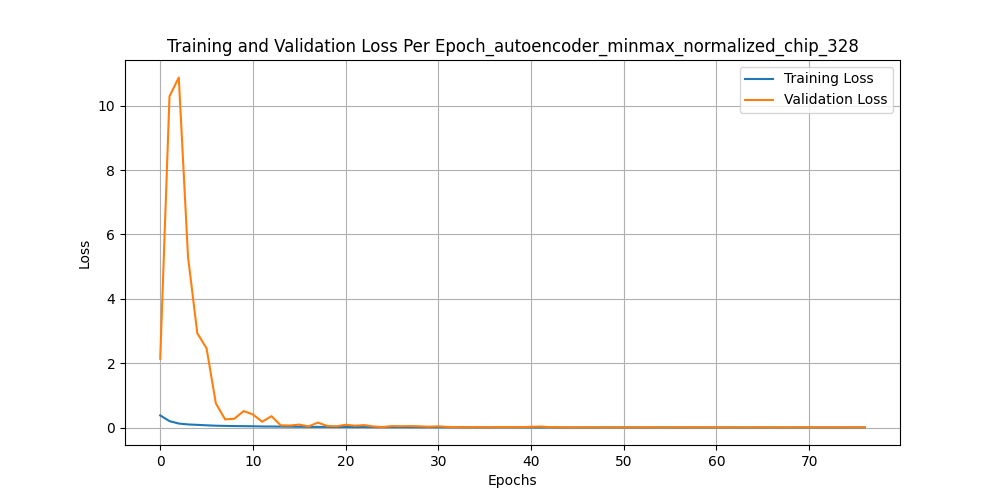 Training and Validation Loss Per Epoch_autoencoder_minmax_normalized_chip_328
Training Loss
Validation Loss
Loss
10
8
6
4
2
0
0 10 20 30 40 50 60 70
Epochs